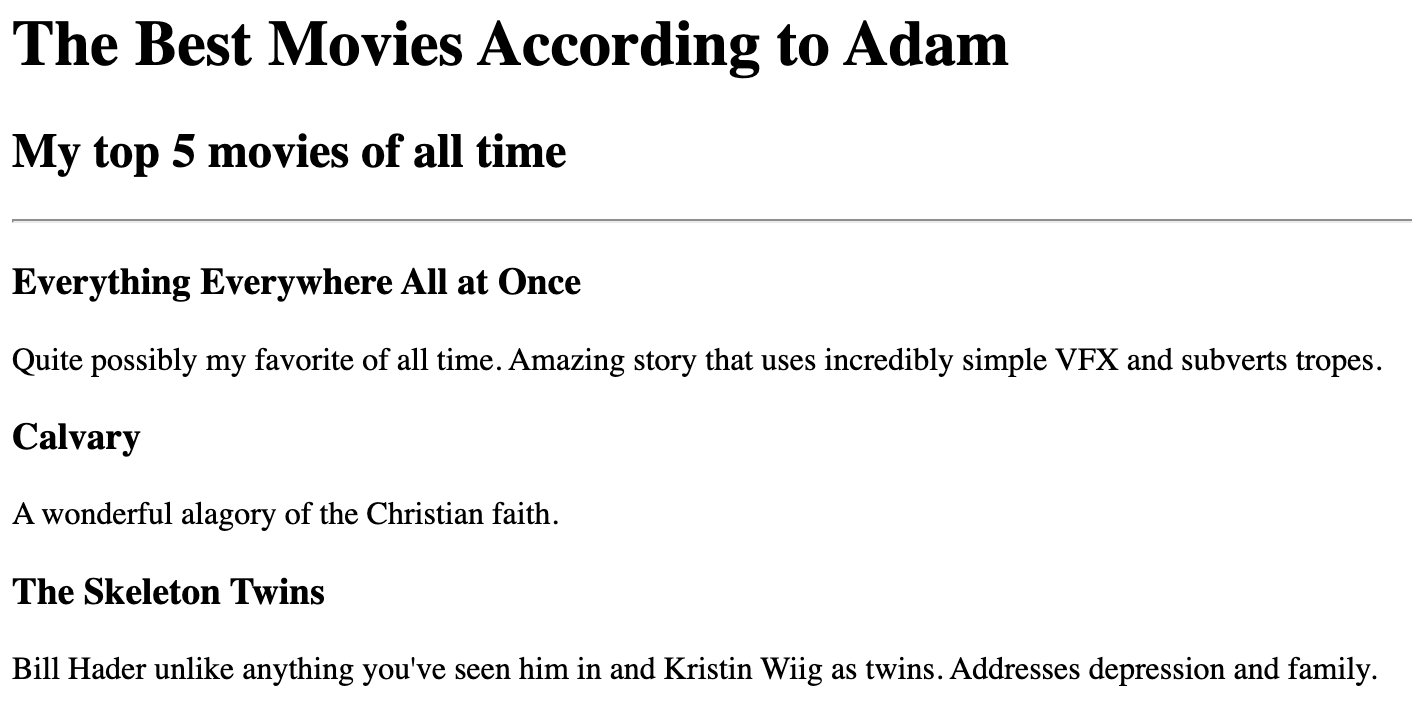 The Best Movies According to Adam
My top 5 movies of all time
Everything Everywhere All at Once
Quite possibly my favorite of all time. Amazing story that uses incredibly simple VFX and subverts tropes.
Calvary
A wonderful alagory of the Christian faith.
The Skeleton Twins
Bill Hader unlike anything you've seen him in and Kristin Wiig as twins. Addresses depression and family.